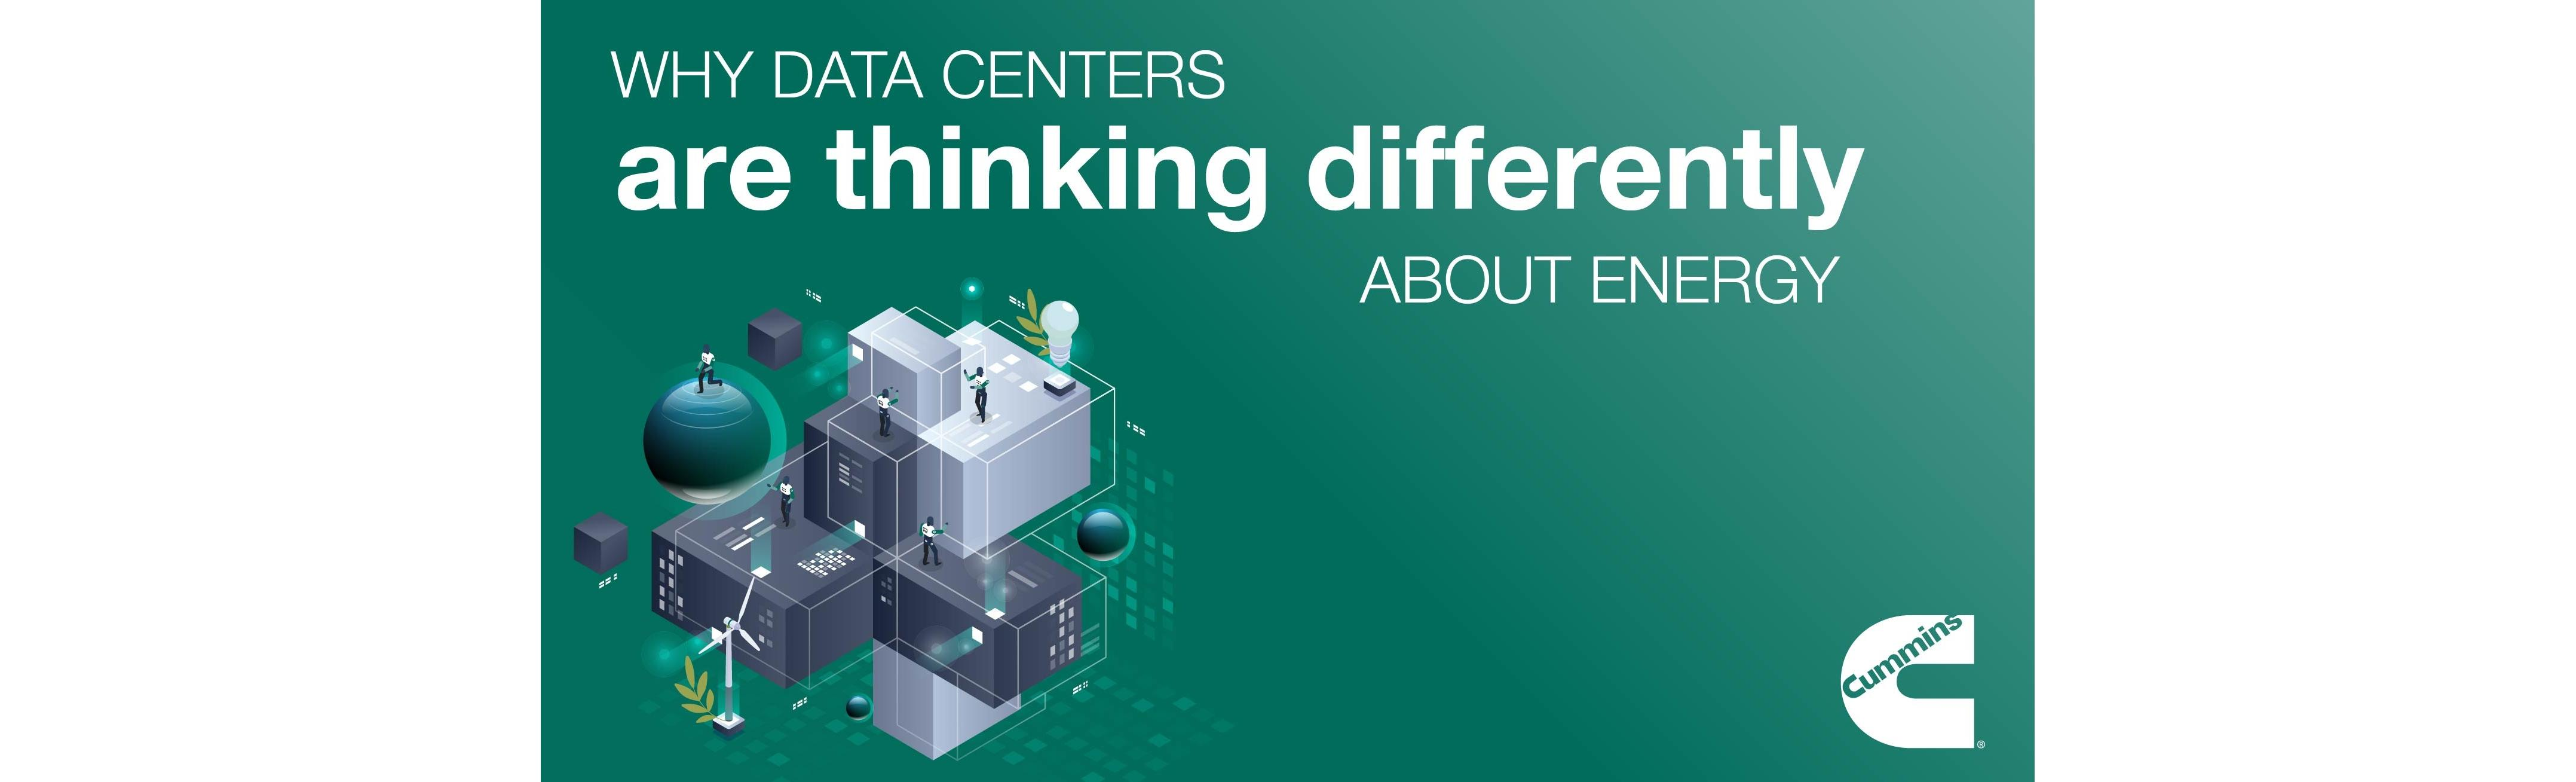 WHY DATA CENTERS
are thinking differently
ABOUT ENERGY
Cummins
®